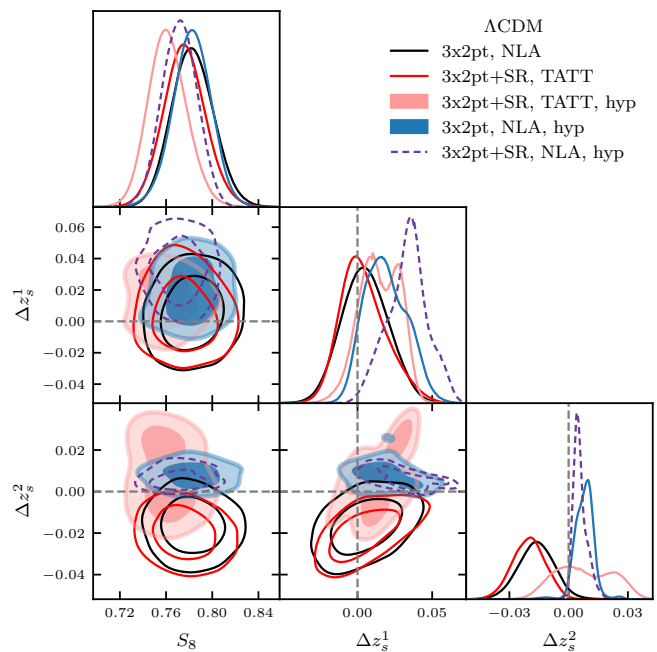 ΛCDM
3x2pt, NLA
3x2pt+SR, TATT
3x2pt+SR, TATT, hyp
3x2pt, NLA, hyp
3x2pt+SR, NLA, hyp
0.06
0.04
0.02
0.00
−0.02
−0.04
Δz_s^1
0.02
0.00
−0.02
−0.04
Δz_s^2
0.72 0.76 0.80 0.84
0.00 0.05
−0.03 0.00 0.03
S_8
Δz_s^1
Δz_s^2